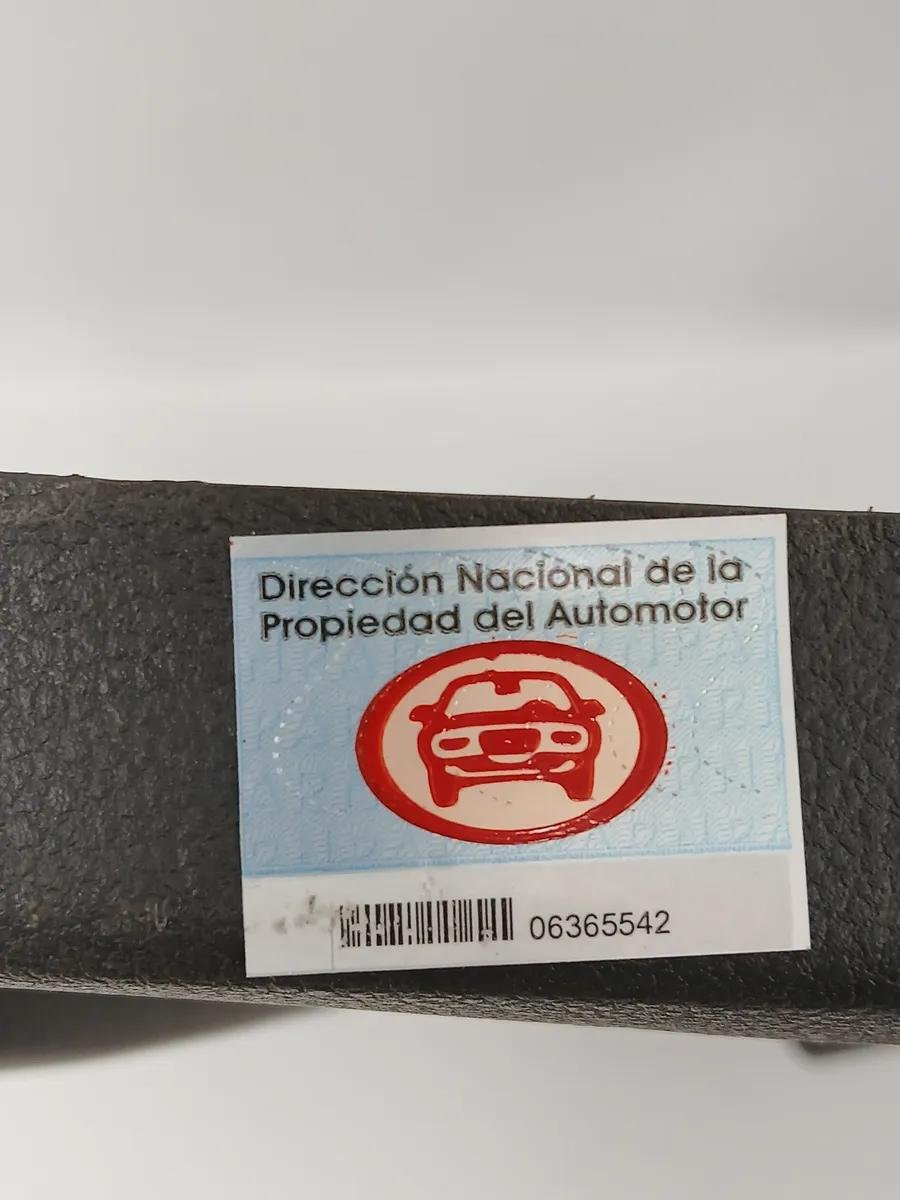 Dirección Nacional de la
Propiedad del Automotor
06365542